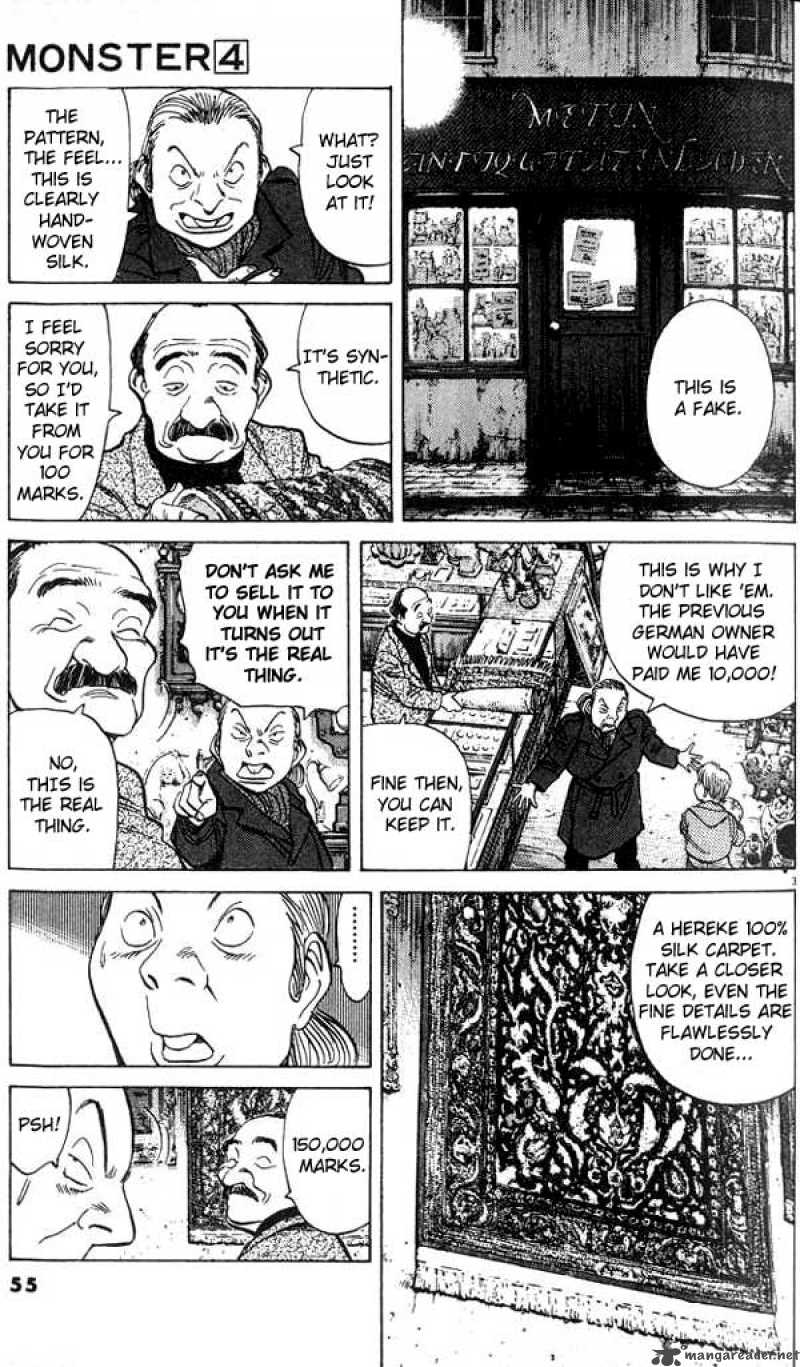 MONSTER 4
THIS IS
A FAKE.
WHAT?
JUST
LOOK
AT IT!
THE
PATTERN,
THE FEEL...
THIS IS
CLEARLY
HAND-
WOVEN
SILK.
IT'S SYN-
THETIC.
I FEEL
SORRY
FOR YOU,
SO I'D
TAKE IT
FROM
YOU FOR
100
MARKS.
THIS IS WHY I
DON'T LIKE 'EM.
THE PREVIOUS
GERMAN OWNER
WOULD HAVE
PAID ME 10,000!
FINE THEN,
YOU CAN
KEEP IT.
DON'T ASK ME
TO SELL IT TO
YOU WHEN IT
TURNS OUT
IT'S THE REAL
THING.
NO,
THIS IS
THE REAL
THING.
A HEREKE 100%
SILK CARPET.
TAKE A CLOSER
LOOK, EVEN THE
FINE DETAILS ARE
FLAWLESSLY
DONE...
........
150,000
MARKS.
PSH!
55
mangareader.net